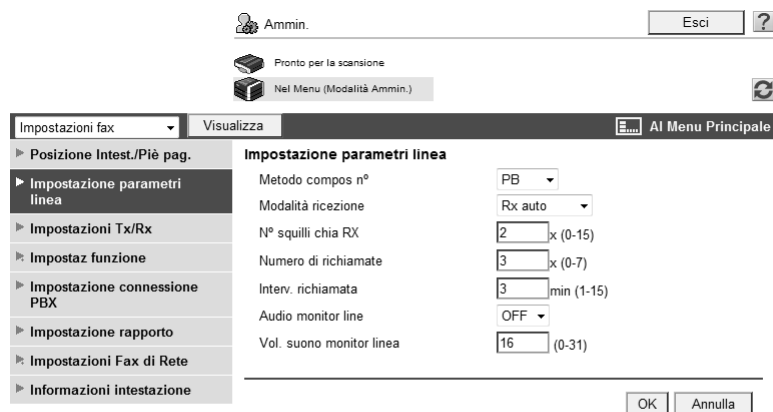 Ammin.
Esci
?
Pronto per la scansione
Nel Menu (Modalità Ammin.)
Impostazioni fax
Visualizza
Al Menu Principale
Posizione Intest./Piè pag.
Impostazione parametri
linea
Impostazioni Tx/Rx
Impostaz funzione
Impostazione connessione
PBX
Impostazione rapporto
Impostazioni Fax di Rete
Informazioni intestazione
Impostazione parametri linea
Metodo compos nº PB
Modalità ricezione Rx auto
Nº squilli chia RX 2 x (0-15)
Numero di richiamate 3 x (0-7)
Interv. richiamata 3 min (1-15)
Audio monitor line OFF
Vol. suono monitor linea 16 (0-31)
OK Annulla